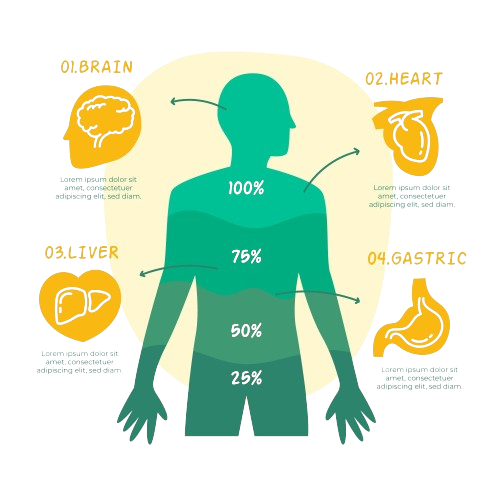 01.BRAIN
Lorem ipsum dolor sit
amet, consectetuer
adipiscing elit, sed diam.
02.HEART
Lorem ipsum dolor sit
amet, consectetuer
adipiscing elit, sed diam.
100%
75%
50%
25%
03.LIVER
Lorem ipsum dolor sit
amet, consectetuer
adipiscing elit, sed diam.
04.GASTRIC
Lorem ipsum dolor sit
amet, consectetuer
adipiscing elit, sed diam.